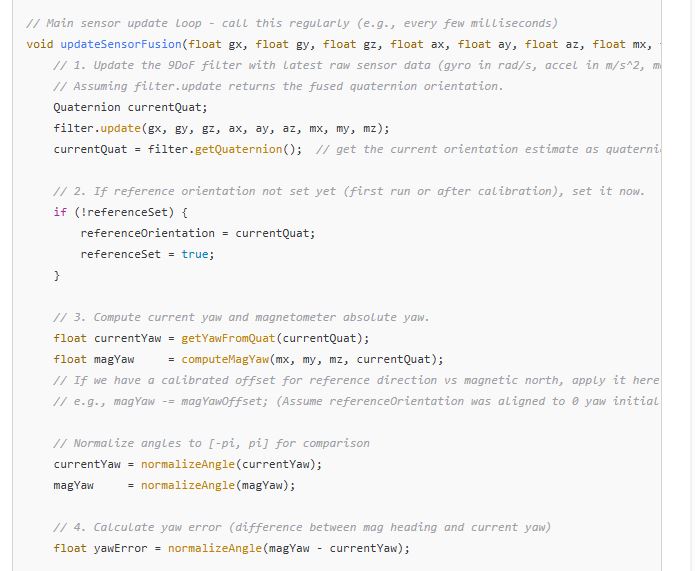 // Main sensor update loop - call this regularly (e.g., every few milliseconds)
void updateSensorFusion(float gx, float gy, float gz, float ax, float ay, float az, float mx,
// 1. Update the 9DoF filter with latest raw sensor data (gyro in rad/s, accel in m/s^2,
// Assuming filter.update returns the fused quaternion orientation.
Quaternion currentQuat;
filter.update(gx, gy, gz, ax, ay, az, mx, my, mz);
currentQuat = filter.getQuaternion();  // get the current orientation estimate as quaterni
// 2. If reference orientation not set yet (first run or after calibration), set it now.
if (!referenceSet) {
referenceOrientation = currentQuat;
referenceSet = true;
}
// 3. Compute current yaw and magnetometer absolute yaw.
float currentYaw = getYawFromQuat(currentQuat);
float magYaw     = computeMagYaw(mx, my, mz, currentQuat);
// If we have a calibrated offset for reference direction vs magnetic north, apply it here
// e.g., magYaw -= magYawOffset; (Assume referenceOrientation was aligned to 0 yaw initial
// Normalize angles to [-pi, pi] for comparison
currentYaw = normalizeAngle(currentYaw);
magYaw     = normalizeAngle(magYaw);
// 4. Calculate yaw error (difference between mag heading and current yaw)
float yawError = normalizeAngle(magYaw - currentYaw);